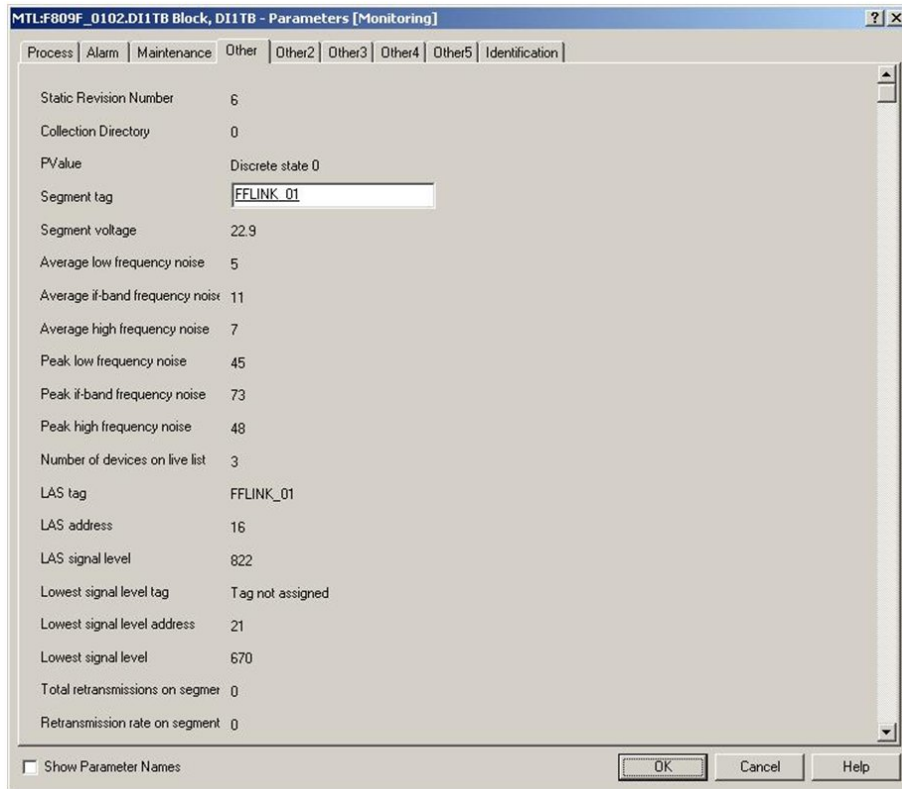 MTL:F809F_0102.DI1TB Block, DI1TB - Parameters [Monitoring]
Process Alarm Maintenance Other Other2 Other3 Other4 Other5 Identification
Static Revision Number 6
Collection Directory 0
PValue Discrete state 0
Segment tag FFLINK_01
Segment voltage 22.9
Average low frequency noise 5
Average if-band frequency noise 11
Average high frequency noise 7
Peak low frequency noise 45
Peak if-band frequency noise 73
Peak high frequency noise 48
Number of devices on live list 3
LAS tag FFLINK_01
LAS address 16
LAS signal level 822
Lowest signal level tag Tag not assigned
Lowest signal level address 21
Lowest signal level 670
Total retransmissions on segmer 0
Retransmission rate on segment 0
Show Parameter Names OK Cancel Help